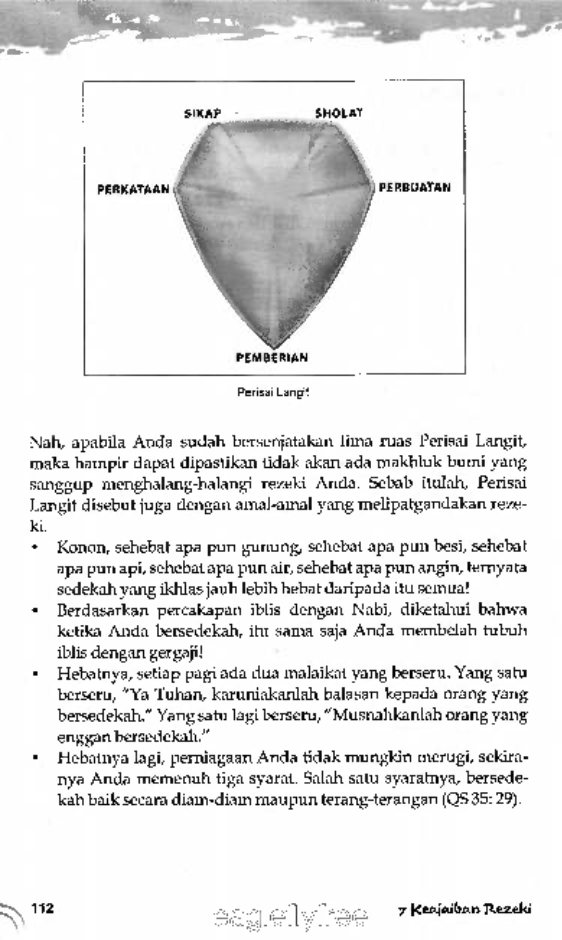 SIKAP SHOLAT
PERKATAAN PERBUATAN
PEMBERIAN
Perisai Langit
Nah, apabila Anda sudah bersenjatakan lima ruas Perisai Langit,
maka hampir dapat dipastikan tidak akan ada makhluk bumi yang
sanggup menghalang-halangi rezeki Anda. Sebab itulah, Perisai
Langit disebut juga dengan amal-amal yang melipatgandakan reze-
ki.
• Konon, sehebat apa pun gunung, sehebat apa pun besi, sehebat
apa pun api, sehebat apa pun air, sehebat apa pun angin, ternyata
sedekah yang ikhlas jauh lebih hebat daripada itu semua!
• Berdasarkan percakapan iblis dengan Nabi, diketahui bahwa
ketika Anda bersedekah, itu sama saja Anda membelah tubuh
iblis dengan gergaji!
• Hebatnya, setiap pagi ada dua malaikat yang berseru. Yang satu
berseru, "Ya Tuhan, karuniakanlah balasan kepada orang yang
bersedekah." Yang satu lagi berseru, "Musnahkanlah orang yang
enggan bersedekah."
• Hebatnya lagi, perniagaan Anda tidak mungkin merugi, sekira-
nya Anda memenuh tiga syarat. Salah satu syaratnya, bersede-
kah baik secara diam-diam maupun terang-terangan (QS 35: 29).
112 7 Keajaiban Rezeki